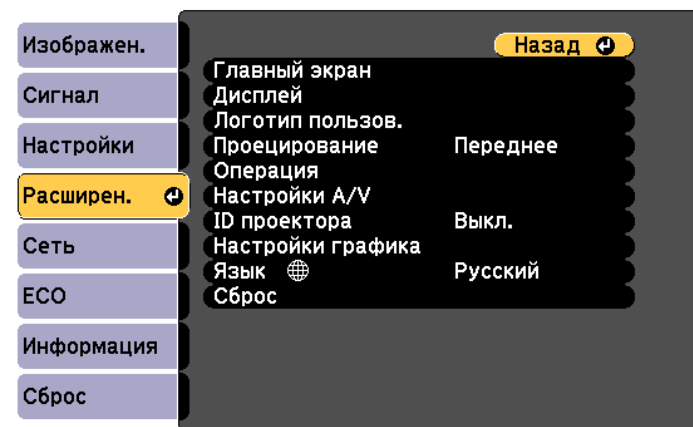 Изображен.
Сигнал
Настройки
Расширен.
Сеть
ECO
Информация
Сброс
Назад
Главный экран
Дисплей
Логотип пользов.
Проецирование Переднее
Операция
Настройки A/V
ID проектора Выкл.
Настройки графика
Язык Русский
Сброс